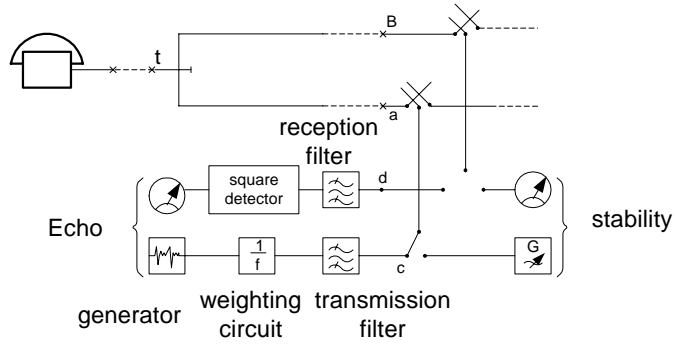 B
t
a
reception
filter
d
square
detector
Echo
stability
1
f
c
G
generator
weighting
circuit
transmission
filter